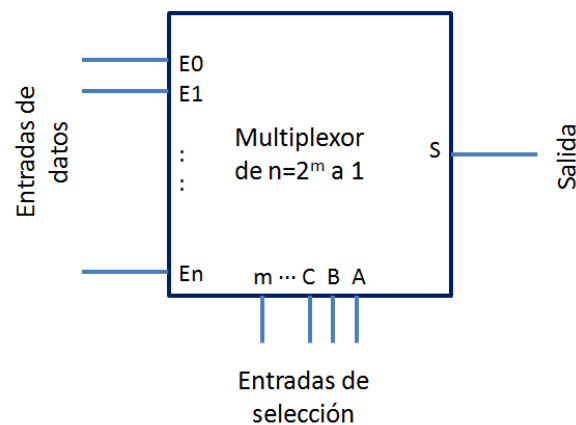 Entradas de
datos
E0
E1
:
:
En
Multiplexor
de n=2ᵐ a 1
S
Salida
m ... C B A
Entradas de
selección